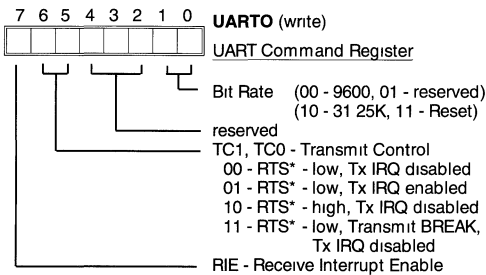 7 6 5 4 3 2 1 0 UARTO (write)
UART Command Register
Bit Rate (00 - 9600, 01 - reserved)
(10 - 31 25K, 11 - Reset)
reserved
TC1, TC0 - Transmit Control
00 - RTS* - low, Tx IRQ disabled
01 - RTS* - low, Tx IRQ enabled
10 - RTS* - high, Tx IRQ disabled
11 - RTS* - low, Transmit BREAK,
Tx IRQ disabled
RIE - Receive Interrupt Enable